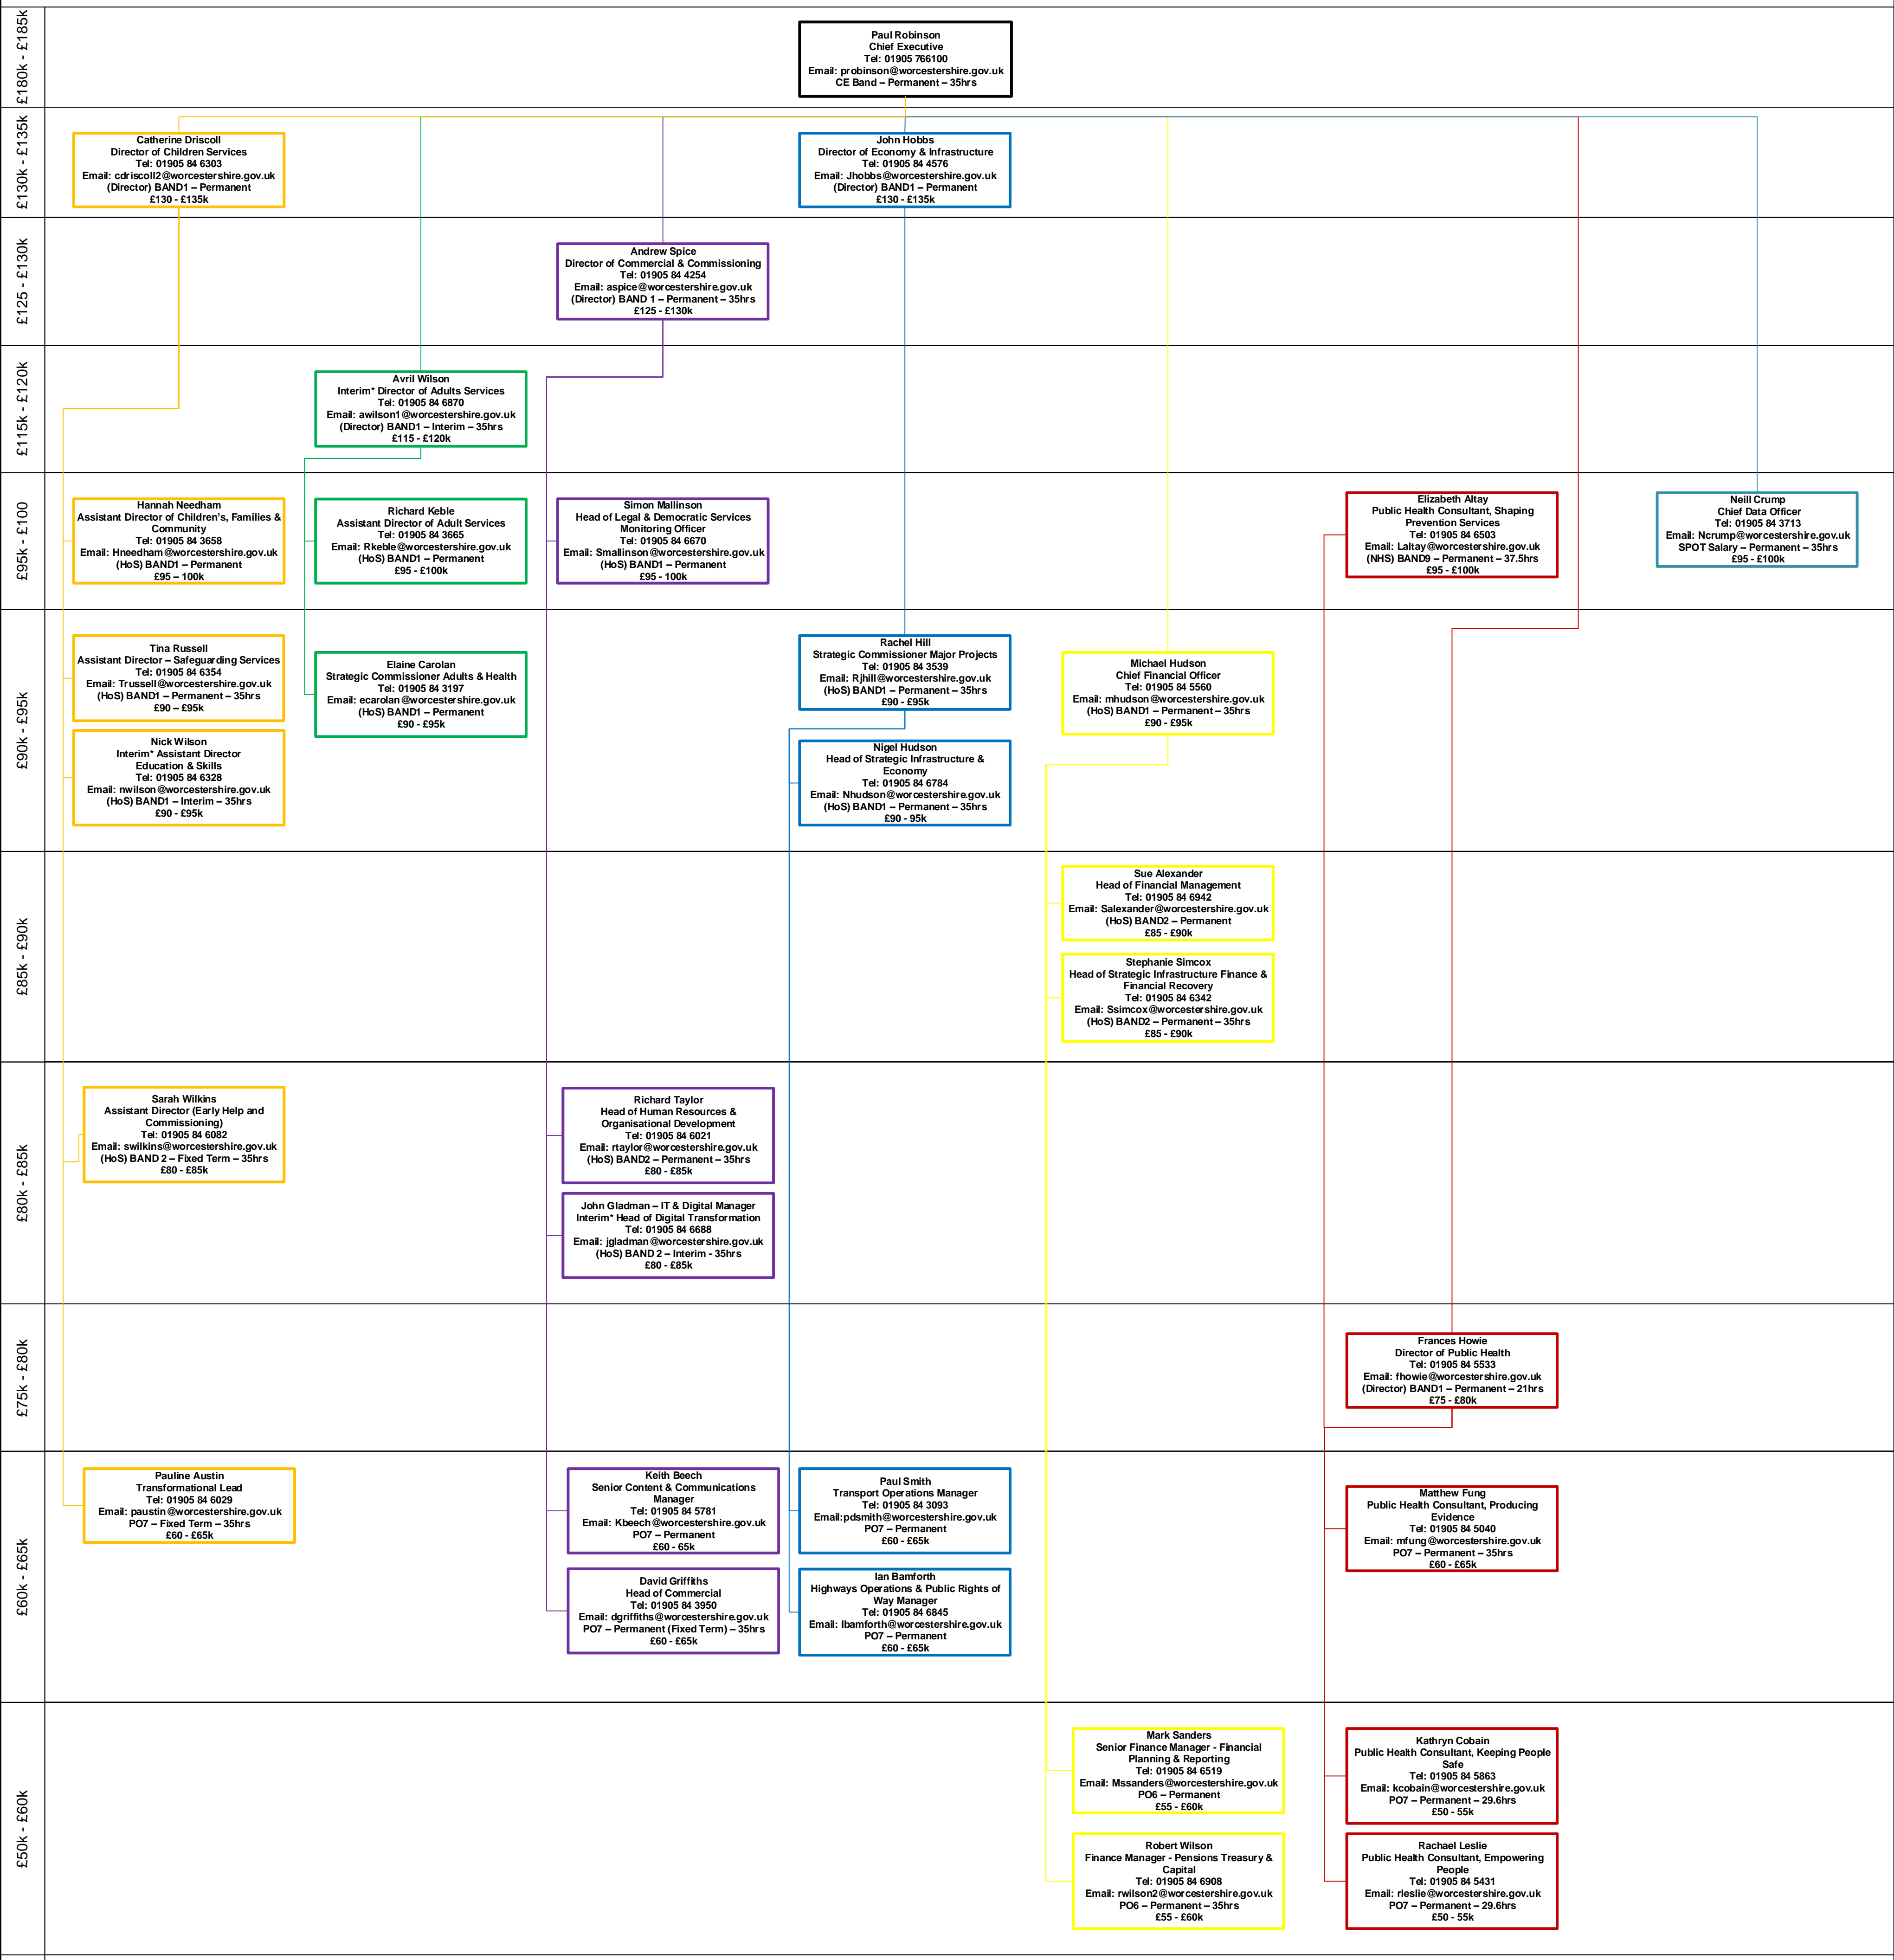 £180k - £185k
Paul Robinson
Chief Executive
Tel: 01905 766100
Email: probinson@worcestershire.gov.uk
CE Band – Permanent – 35hrs
£130k - £135k
Catherine Driscoll
Director of Children Services
Tel: 01905 84 6303
Email: cdriscoll2@worcestershire.gov.uk
(Director) BAND1 – Permanent
£130 - £135k
John Hobbs
Director of Economy & Infrastructure
Tel: 01905 84 4576
Email: Jhobbs@worcestershire.gov.uk
(Director) BAND1 – Permanent
£130 - £135k
£125 - £130k
Andrew Spice
Director of Commercial & Commissioning
Tel: 01905 84 4254
Email: aspice@worcestershire.gov.uk
(Director) BAND 1 – Permanent – 35hrs
£125 - £130k
£115k - £120k
Avril Wilson
Interim* Director of Adults Services
Tel: 01905 84 6870
Email: awilson1@worcestershire.gov.uk
(Director) BAND1 – Interim – 35hrs
£115 - £120k
£95k - £100
Hannah Needham
Assistant Director of Children's, Families &
Community
Tel: 01905 84 3658
Email: Hneedham@worcestershire.gov.uk
(HoS) BAND1 – Permanent
£95 – 100k
Richard Keble
Assistant Director of Adult Services
Tel: 01905 84 3665
Email: Rkeble@worcestershire.gov.uk
(HoS) BAND1 – Permanent
£95 - £100k
Simon Mallinson
Head of Legal & Democratic Services
Monitoring Officer
Tel: 01905 84 6670
Email: Smallinson@worcestershire.gov.uk
(HoS) BAND1 – Permanent
£95 - 100k
Elizabeth Altay
Public Health Consultant, Shaping
Prevention Services
Tel: 01905 84 6503
Email: Laltay@worcestershire.gov.uk
(NHS) BAND9 – Permanent – 37.5hrs
£95 - £100k
Neill Crump
Chief Data Officer
Tel: 01905 84 3713
Email: Ncrump@worcestershire.gov.uk
SPOT Salary – Permanent – 35hrs
£95 - £100k
£90k - £95k
Tina Russell
Assistant Director – Safeguarding Services
Tel: 01905 84 6354
Email: Trussell@worcestershire.gov.uk
(HoS) BAND1 – Permanent – 35hrs
£90 – £95k
Elaine Carolan
Strategic Commissioner Adults & Health
Tel: 01905 84 3197
Email: ecarolan@worcestershire.gov.uk
(HoS) BAND1 – Permanent
£90 - £95k
Rachel Hill
Strategic Commissioner Major Projects
Tel: 01905 84 3539
Email: Rjhill@worcestershire.gov.uk
(HoS) BAND1 – Permanent – 35hrs
£90 - £95k
Michael Hudson
Chief Financial Officer
Tel: 01905 84 5560
Email: mhudson@worcestershire.gov.uk
(HoS) BAND1 – Permanent – 35hrs
£90 - £95k
Nick Wilson
Interim* Assistant Director
Education & Skills
Tel: 01905 84 6328
Email: nwilson@worcestershire.gov.uk
(HoS) BAND1 – Interim – 35hrs
£90 - £95k
Nigel Hudson
Head of Strategic Infrastructure &
Economy
Tel: 01905 84 6784
Email: Nhudson@worcestershire.gov.uk
(HoS) BAND1 – Permanent – 35hrs
£90 - 95k
£85k - £90k
Sue Alexander
Head of Financial Management
Tel: 01905 84 6942
Email: Salexander@worcestershire.gov.uk
(HoS) BAND2 – Permanent
£85 - £90k
Stephanie Simcox
Head of Strategic Infrastructure Finance &
Financial Recovery
Tel: 01905 84 6342
Email: Ssimcox@worcestershire.gov.uk
(HoS) BAND2 – Permanent – 35hrs
£85 - £90k
£80k - £85k
Sarah Wilkins
Assistant Director (Early Help and
Commissioning)
Tel: 01905 84 6082
Email: swilkins@worcestershire.gov.uk
(HoS) BAND 2 – Fixed Term – 35hrs
£80 - £85k
Richard Taylor
Head of Human Resources &
Organisational Development
Tel: 01905 84 6021
Email: rtaylor@worcestershire.gov.uk
(HoS) BAND2 – Permanent – 35hrs
£80 - £85k
John Gladman – IT & Digital Manager
Interim* Head of Digital Transformation
Tel: 01905 84 6688
Email: jgladman@worcestershire.gov.uk
(HoS) BAND 2 – Interim - 35hrs
£80 - £85k
£75k - £80k
Frances Howie
Director of Public Health
Tel: 01905 84 5533
Email: fhowie@worcestershire.gov.uk
(Director) BAND1 – Permanent – 21hrs
£75 - £80k
£60k - £65k
Pauline Austin
Transformational Lead
Tel: 01905 84 6029
Email: paustin@worcestershire.gov.uk
PO7 – Fixed Term – 35hrs
£60 - £65k
Keith Beech
Senior Content & Communications
Manager
Tel: 01905 84 5781
Email: Kbeech@worcestershire.gov.uk
PO7 – Permanent
£60 - 65k
Paul Smith
Transport Operations Manager
Tel: 01905 84 3093
Email:pdsmith@worcestershire.gov.uk
PO7 – Permanent
£60 - £65k
Matthew Fung
Public Health Consultant, Producing
Evidence
Tel: 01905 84 5040
Email: mfung@worcestershire.gov.uk
PO7 – Permanent – 35hrs
£60 - £65k
David Griffiths
Head of Commercial
Tel: 01905 84 3950
Email: dgriffiths@worcestershire.gov.uk
PO7 – Permanent (Fixed Term) – 35hrs
£60 - £65k
Ian Bamforth
Highways Operations & Public Rights of
Way Manager
Tel: 01905 84 6845
Email: Ibamforth@worcestershire.gov.uk
PO7 – Permanent
£60 - £65k
£50k - £60k
Mark Sanders
Senior Finance Manager - Financial
Planning & Reporting
Tel: 01905 84 6519
Email: Mssanders@worcestershire.gov.uk
PO6 – Permanent
£55 - £60k
Kathryn Cobain
Public Health Consultant, Keeping People
Safe
Tel: 01905 84 5863
Email: kcobain@worcestershire.gov.uk
PO7 – Permanent – 29.6hrs
£50 - 55k
Robert Wilson
Finance Manager - Pensions Treasury &
Capital
Tel: 01905 84 6908
Email: rwilson2@worcestershire.gov.uk
PO6 – Permanent – 35hrs
£55 - £60k
Rachael Leslie
Public Health Consultant, Empowering
People
Tel: 01905 84 5431
Email: rleslie@worcestershire.gov.uk
PO7 – Permanent – 29.6hrs
£50 - 55k